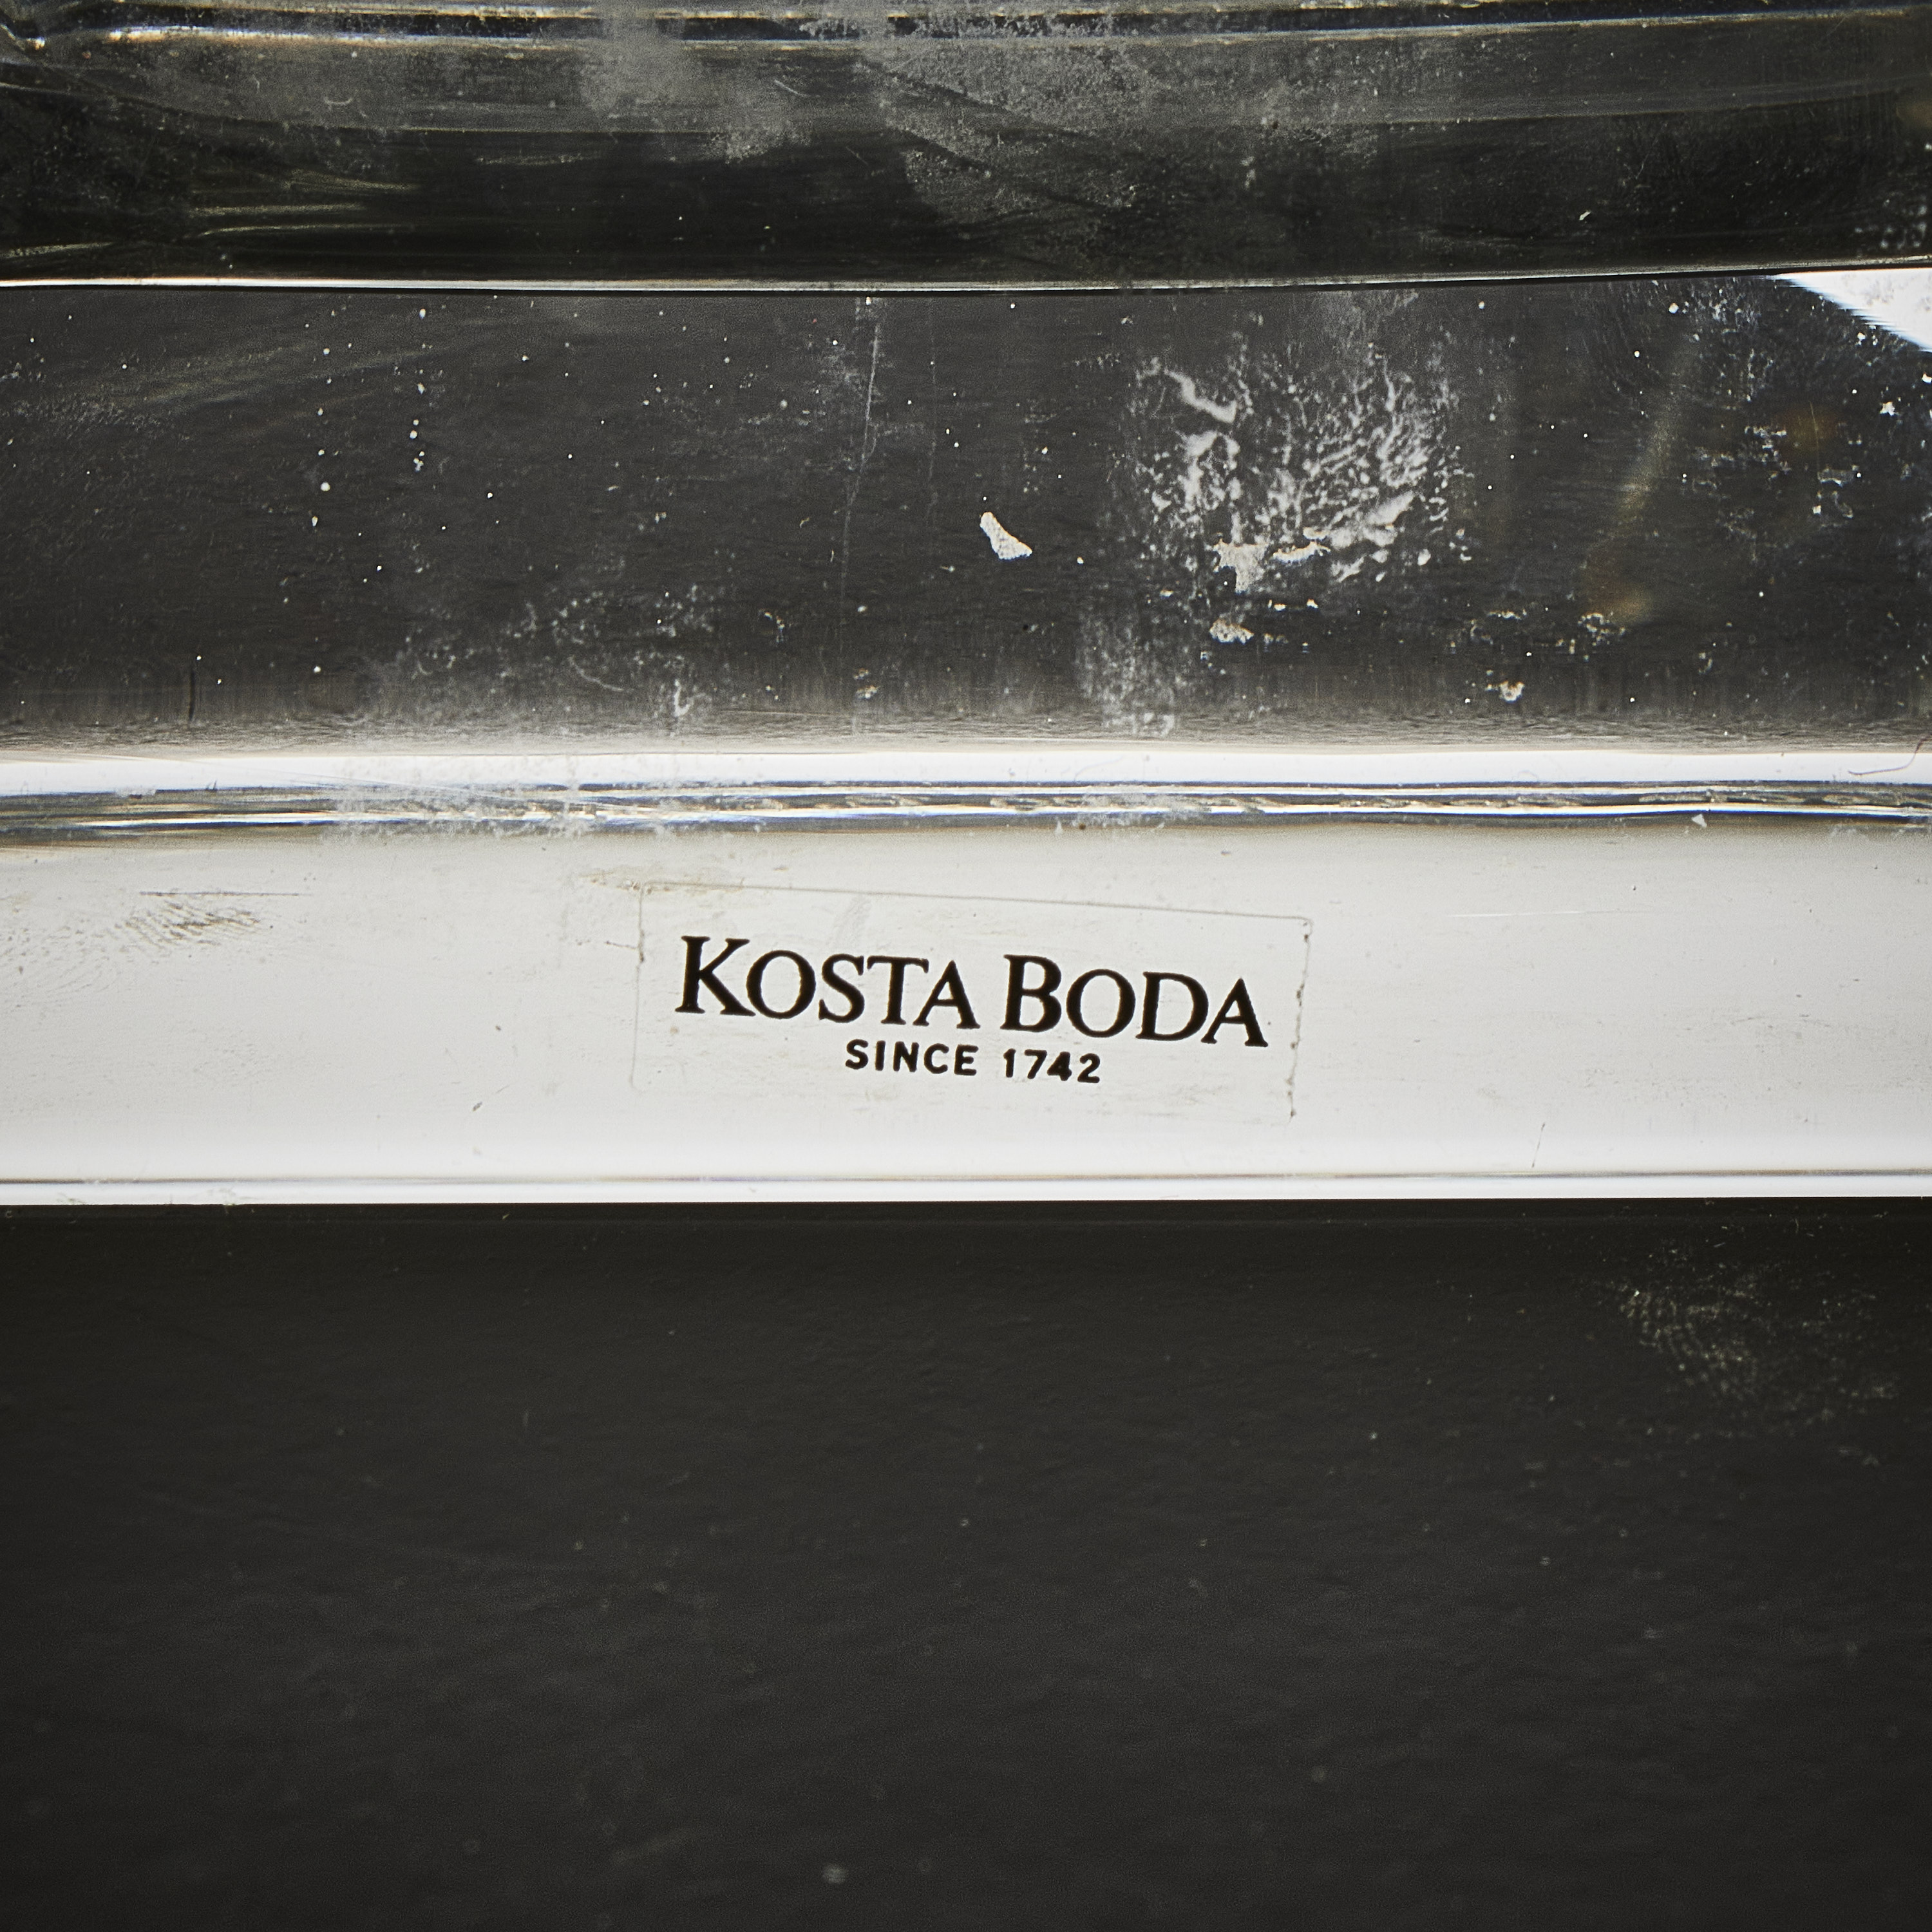 KOSTA BODA
SINCE 1742